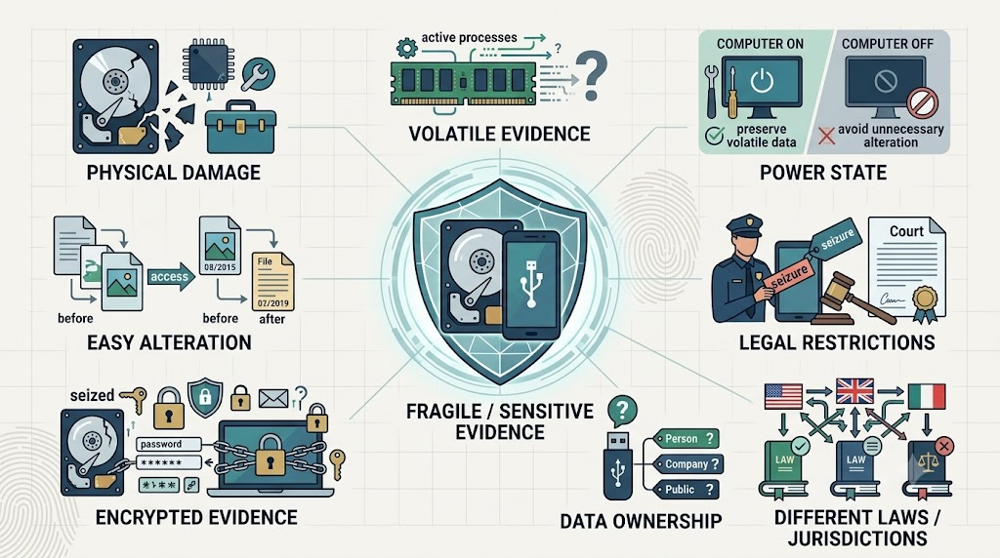 active processes
?
?
VOLATILE EVIDENCE
PHYSICAL DAMAGE
COMPUTER ON
COMPUTER OFF
preserve
volatile data
avoid unnecessary
alteration
POWER STATE
access
before
08/2015
File
07/2019
before
after
EASY ALTERATION
seizure
seizure
Court
LEGAL RESTRICTIONS
FRAGILE / SENSITIVE
EVIDENCE
seized
?
password
******
ENCRYPTED EVIDENCE
?
Person ?
Company ?
Public ?
DATA OWNERSHIP
LAW
LAW
DIFFERENT LAWS /
JURISDICTIONS